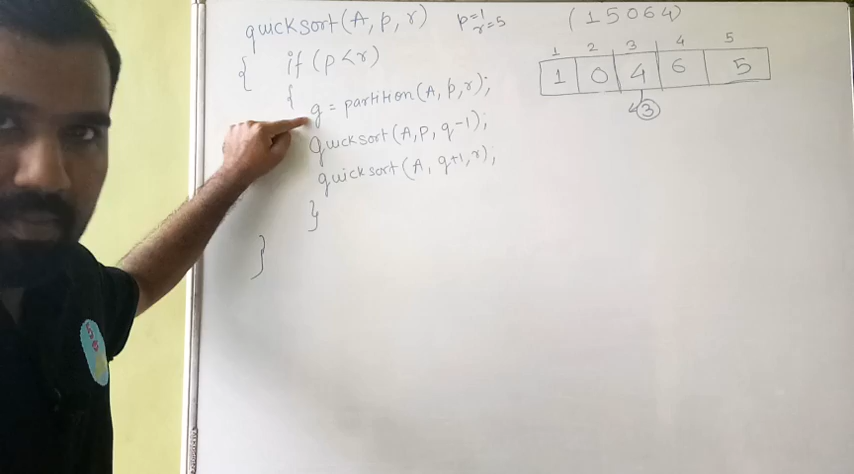 quicksort(A, p, r) p=1 (15064)
r=5
{ if (p<r)
1 2 3 4 5
1 0 4 6 5
{ q = partition(A, p, r);
3
quicksort(A, p, q-1);
quicksort(A, q+1, r);
}
}